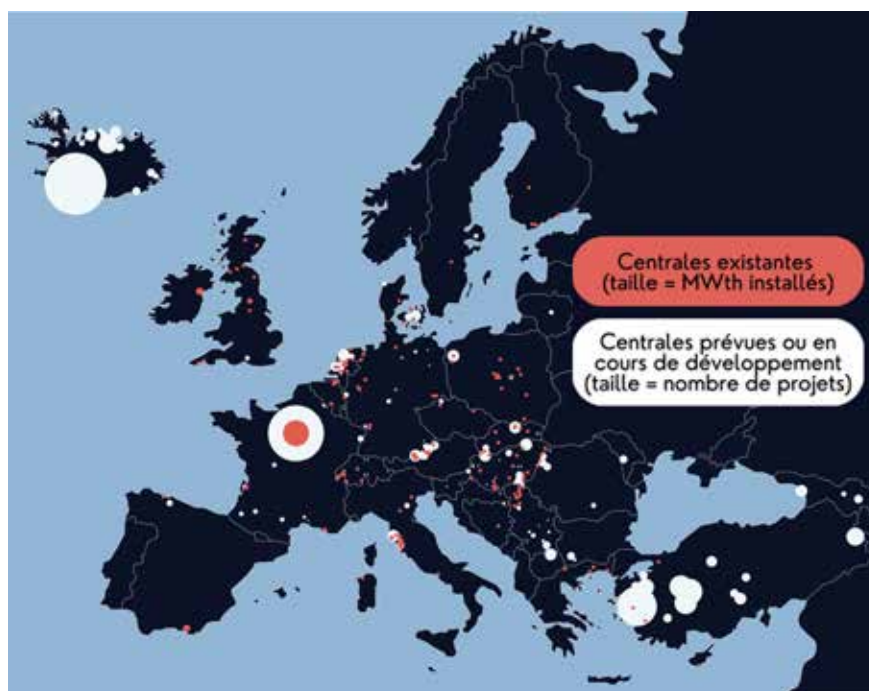 Centrales existantes
(taille = MWth installés)
Centrales prévues ou en
cours de développement
(taille = nombre de projets)